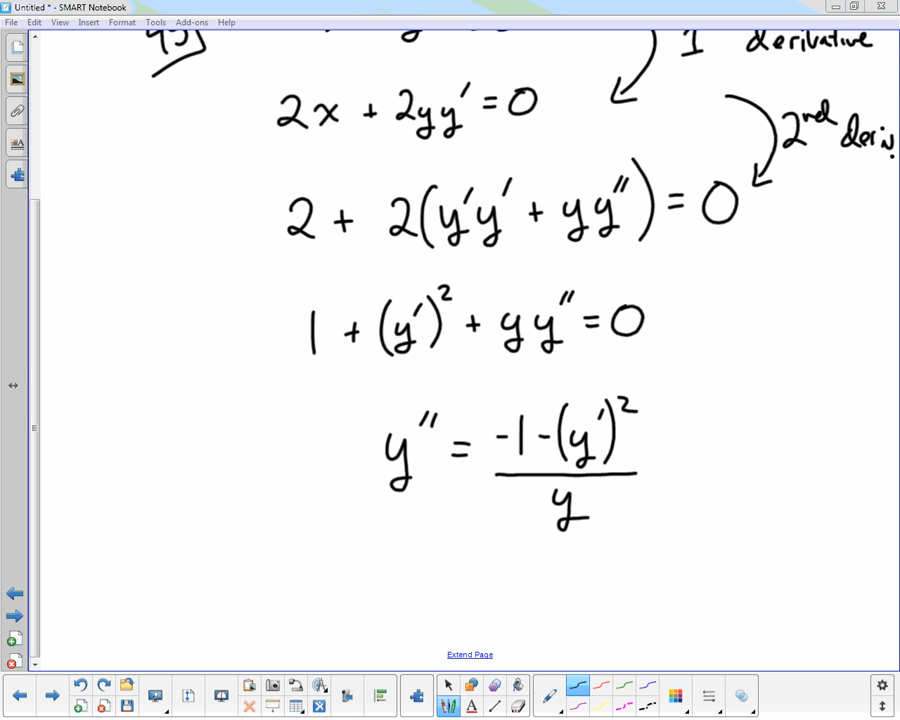 Untitled * - SMART Notebook
File Edit View Insert Format Tools Add-ons Help
derivative
2x + 2yy' = 0
2nd deriv.
2 + 2(y'y' + yy'') = 0
1 + (y')² + yy'' = 0
y'' = -1-(y')²
y
Extend Page